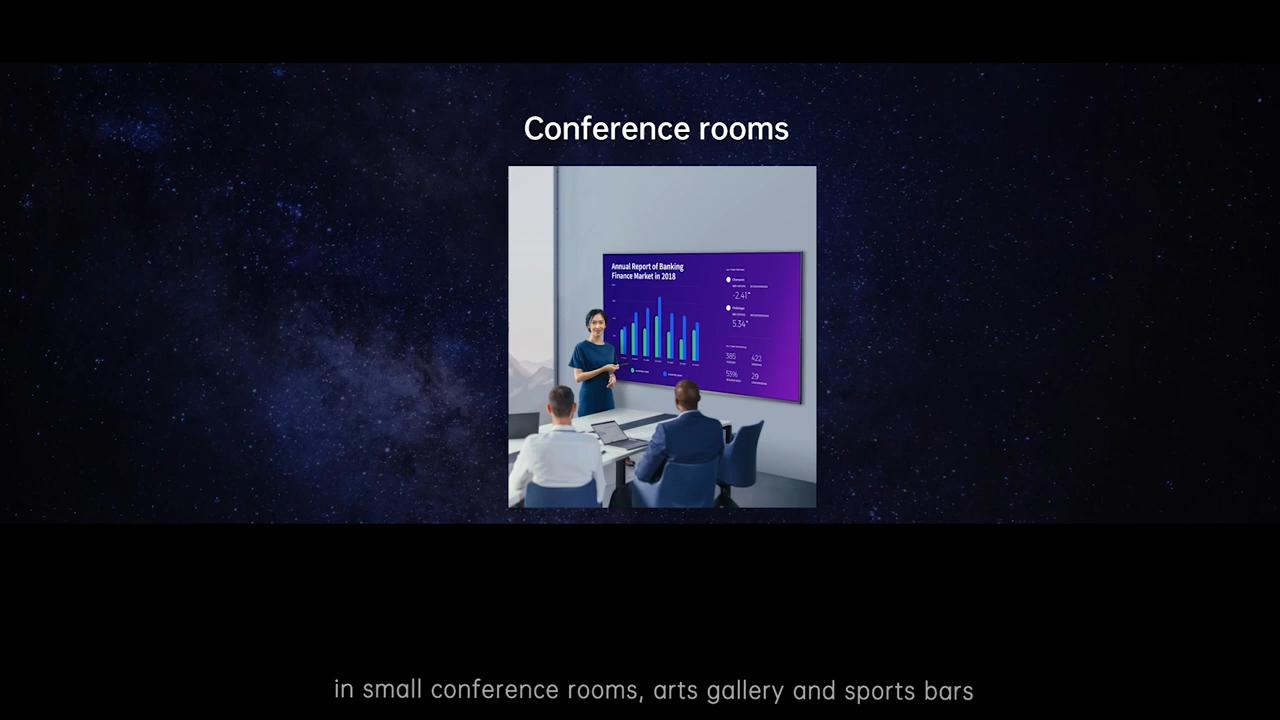 Conference rooms
Annual Report of Banking
Finance Market in 2018
-2.41
5.34
385
422
53%
29
in small conference rooms, arts gallery and sports bars